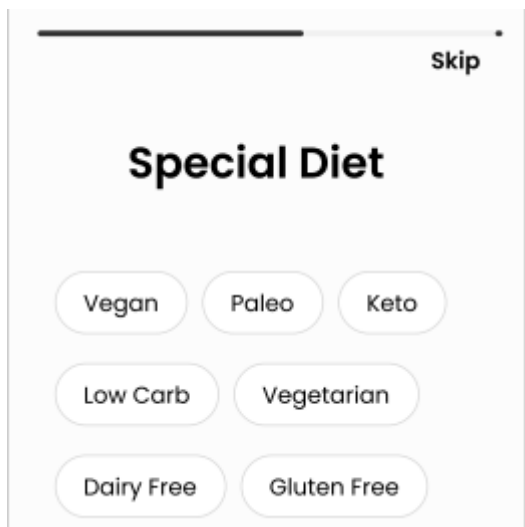 Skip
Special Diet
Vegan Paleo Keto
Low Carb Vegetarian
Dairy Free Gluten Free